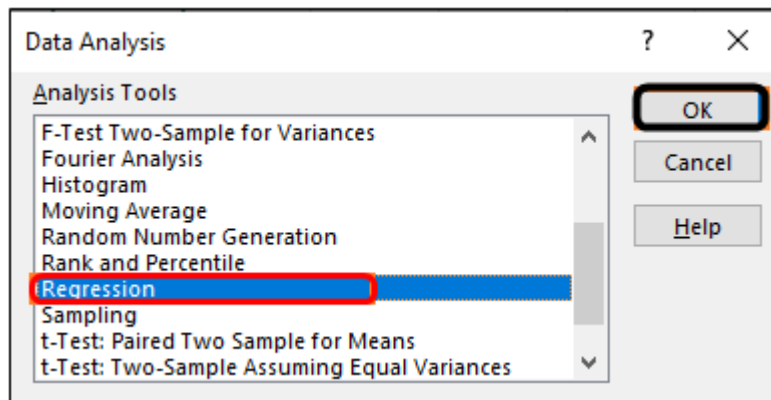 Data Analysis
?
Analysis Tools
F-Test Two-Sample for Variances
Fourier Analysis
Histogram
Moving Average
Random Number Generation
Rank and Percentile
Regression
Sampling
t-Test: Paired Two Sample for Means
t-Test: Two-Sample Assuming Equal Variances
OK
Cancel
Help